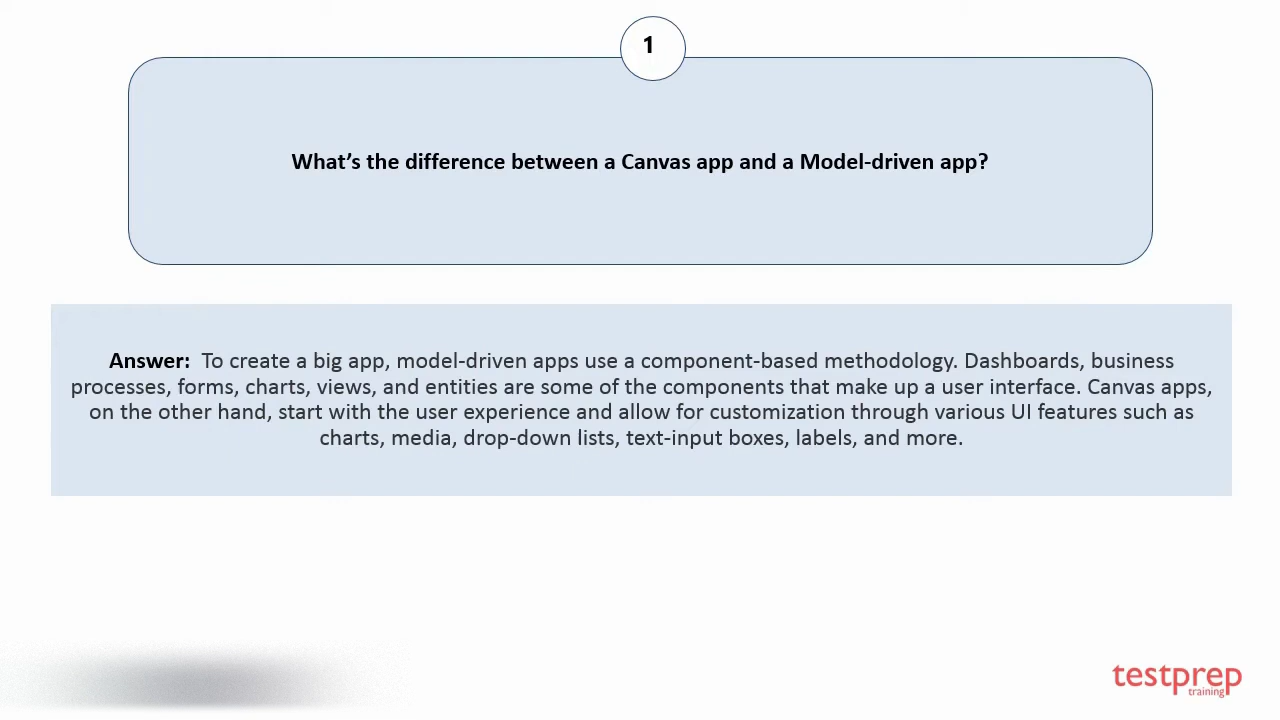 1
What’s the difference between a Canvas app and a Model-driven app?
Answer:  To create a big app, model-driven apps use a component-based methodology. Dashboards, business
processes, forms, charts, views, and entities are some of the components that make up a user interface. Canvas apps,
on the other hand, start with the user experience and allow for customization through various UI features such as
charts, media, drop-down lists, text-input boxes, labels, and more.
testprep
training